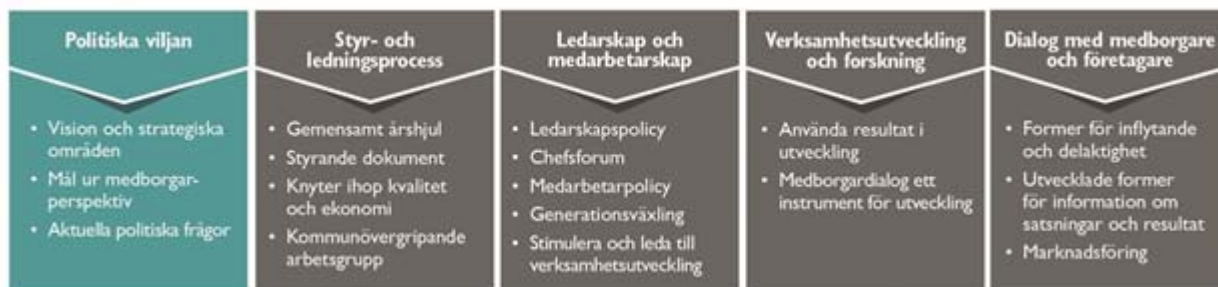 Politiska viljan
• Vision och strategiska
områden
• Mål ur medborgar-
perspektiv
• Aktuella politiska frågor
Styr- och
ledningsprocess
• Gemensamt årshjul
• Styrande dokument
• Knyter ihop kvalitet
och ekonomi
• Kommunövergripande
arbetsgrupp
Ledarskap och
medarbetarskap
• Ledarskapspolicy
• Chefsforum
• Medarbetarpolicy
• Generationsväxling
• Stimulera och leda till
verksamhetsutveckling
Verksamhetsutveckling
och forskning
• Använda resultat i
utveckling
• Medborgardialog ett
instrument för utveckling
Dialog med medborgare
och företagare
• Former för inflytande
och delaktighet
• Utvecklade former
för information om
satsningar och resultat
• Marknadsföring